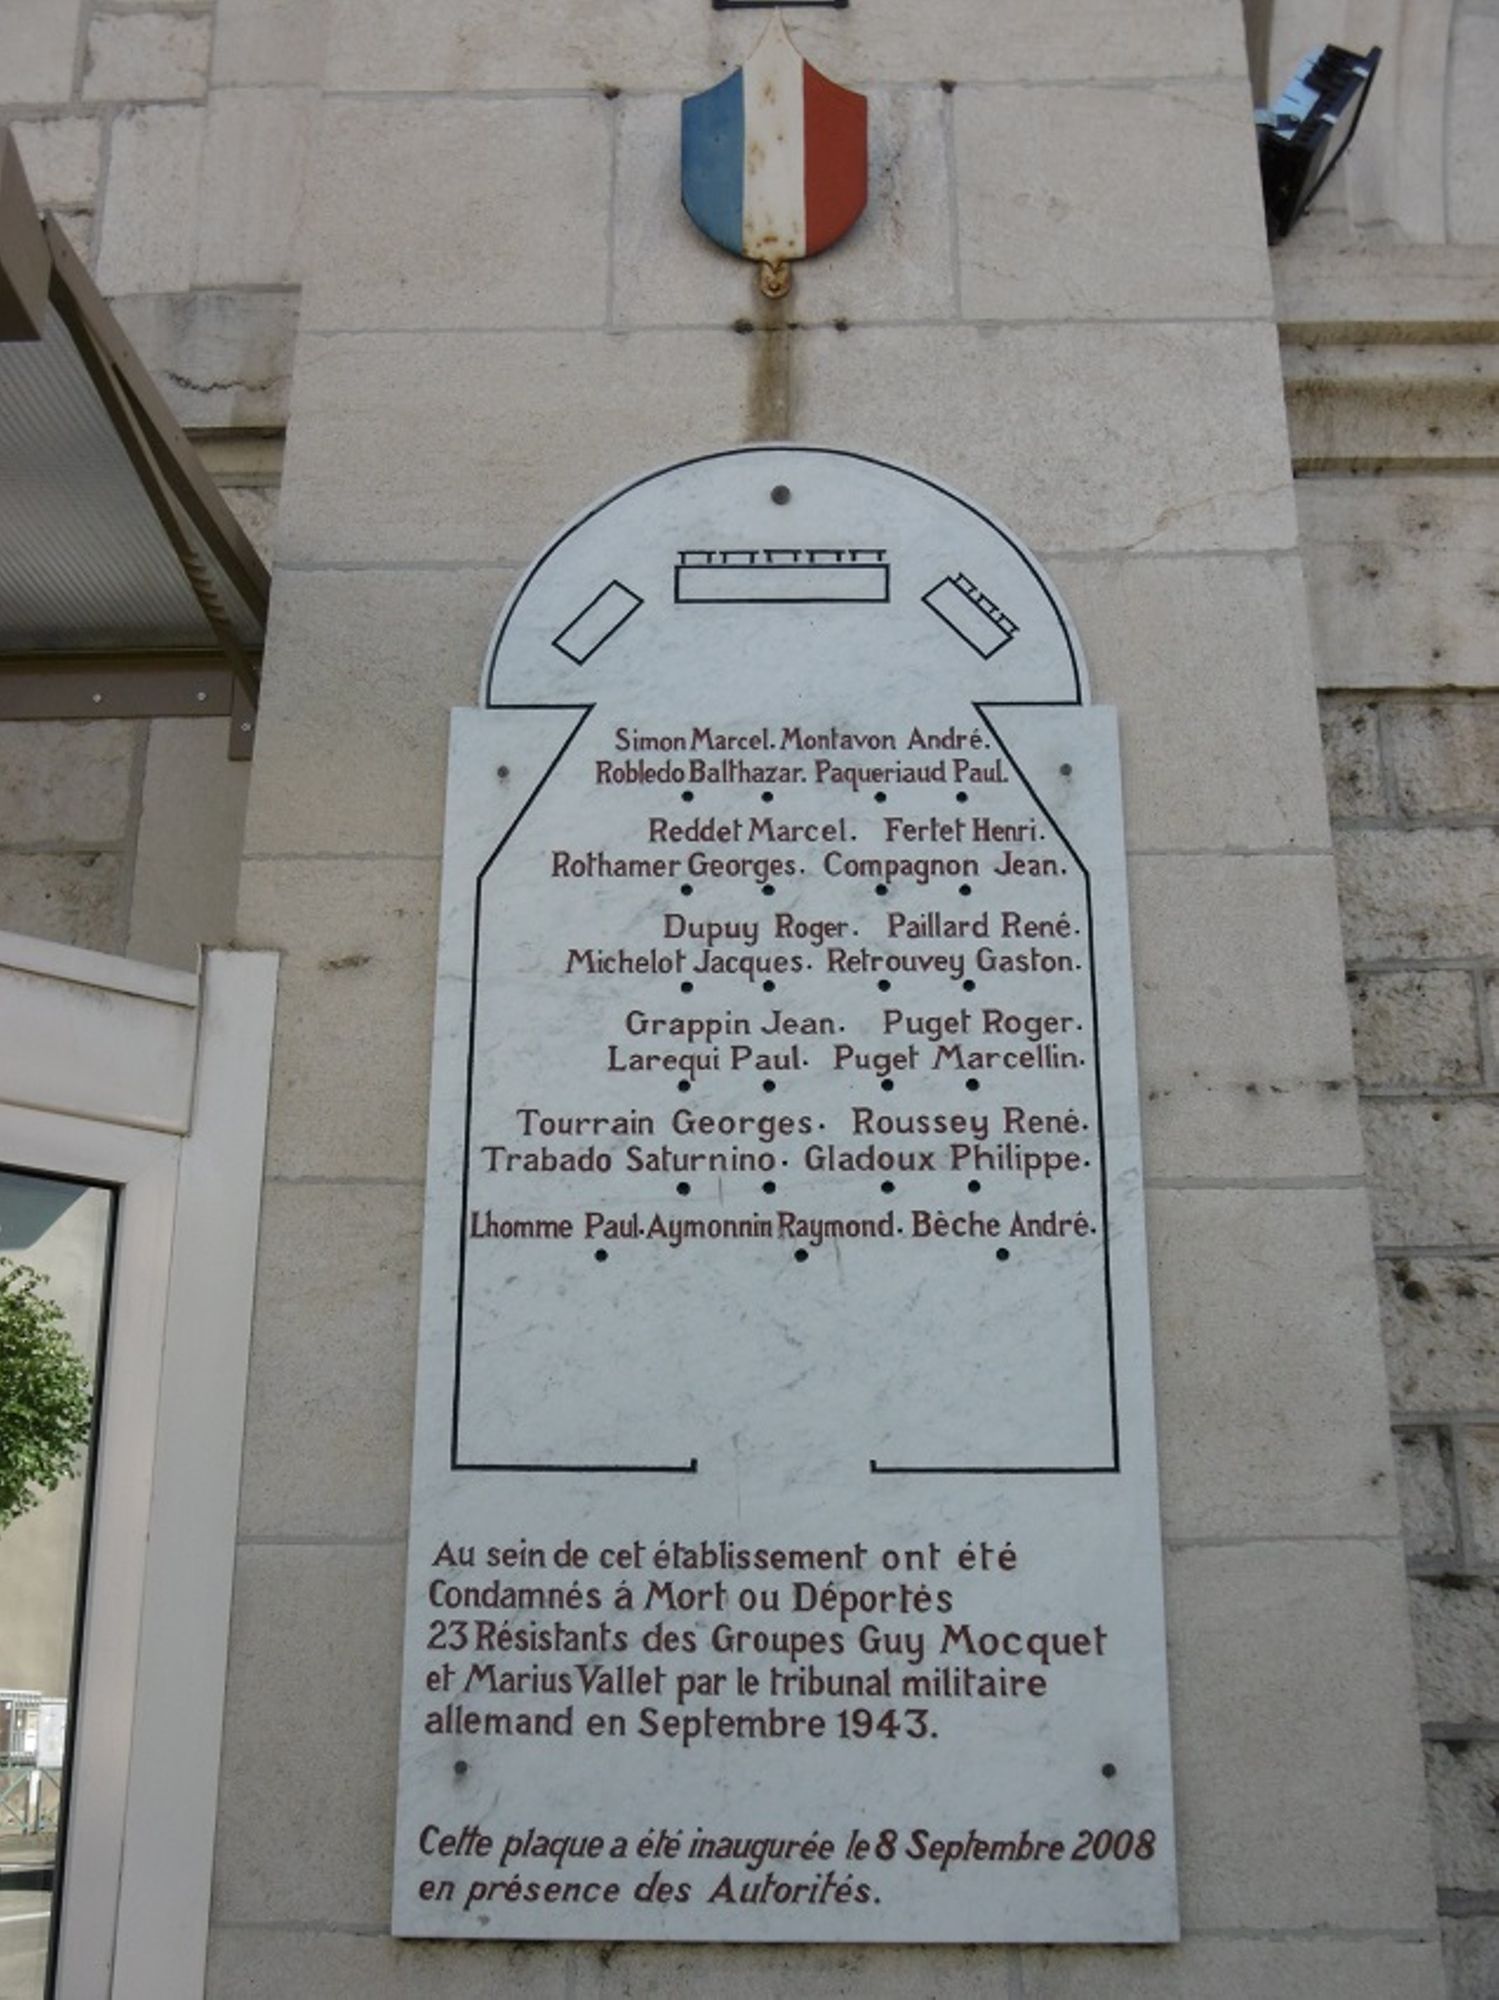 Simon Marcel. Montavon André.
Robledo Balthazar. Paqueriaud Paul.
Reddet Marcel. Fertet Henri.
Rothamer Georges. Compagnon Jean.
Dupuy Roger. Paillard René.
Michelot Jacques. Retrouvey Gaston.
Grappin Jean. Puget Roger.
Larequi Paul. Puget Marcellin.
Tourrain Georges. Roussey René.
Trabado Saturnino. Gladoux Philippe.
Lhomme Paul. Aymonnin Raymond. Bèche André.
Au sein de cet établissement ont été
Condamnés á Mort ou Déportés
23 Résistants des Groupes Guy Mocquet
et Marius Vallet par le tribunal militaire
allemand en Septembre 1943.
Cette plaque a été inaugurée le 8 Septembre 2008
en présence des Autorités.